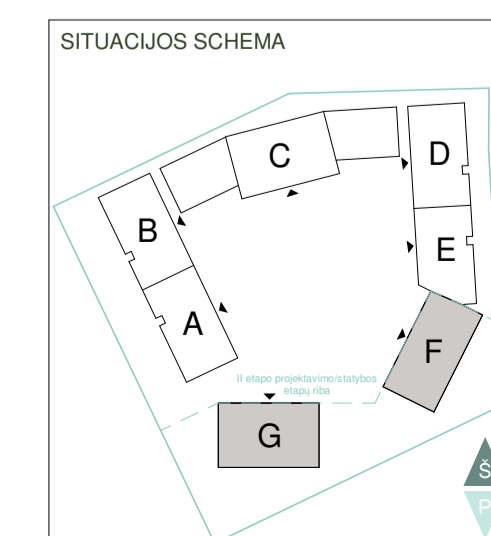 SITUACIJOS SCHEMA
C
D
B
E
A
F
II etapo projektavimo/statybos
etapų riba
G
Š
P